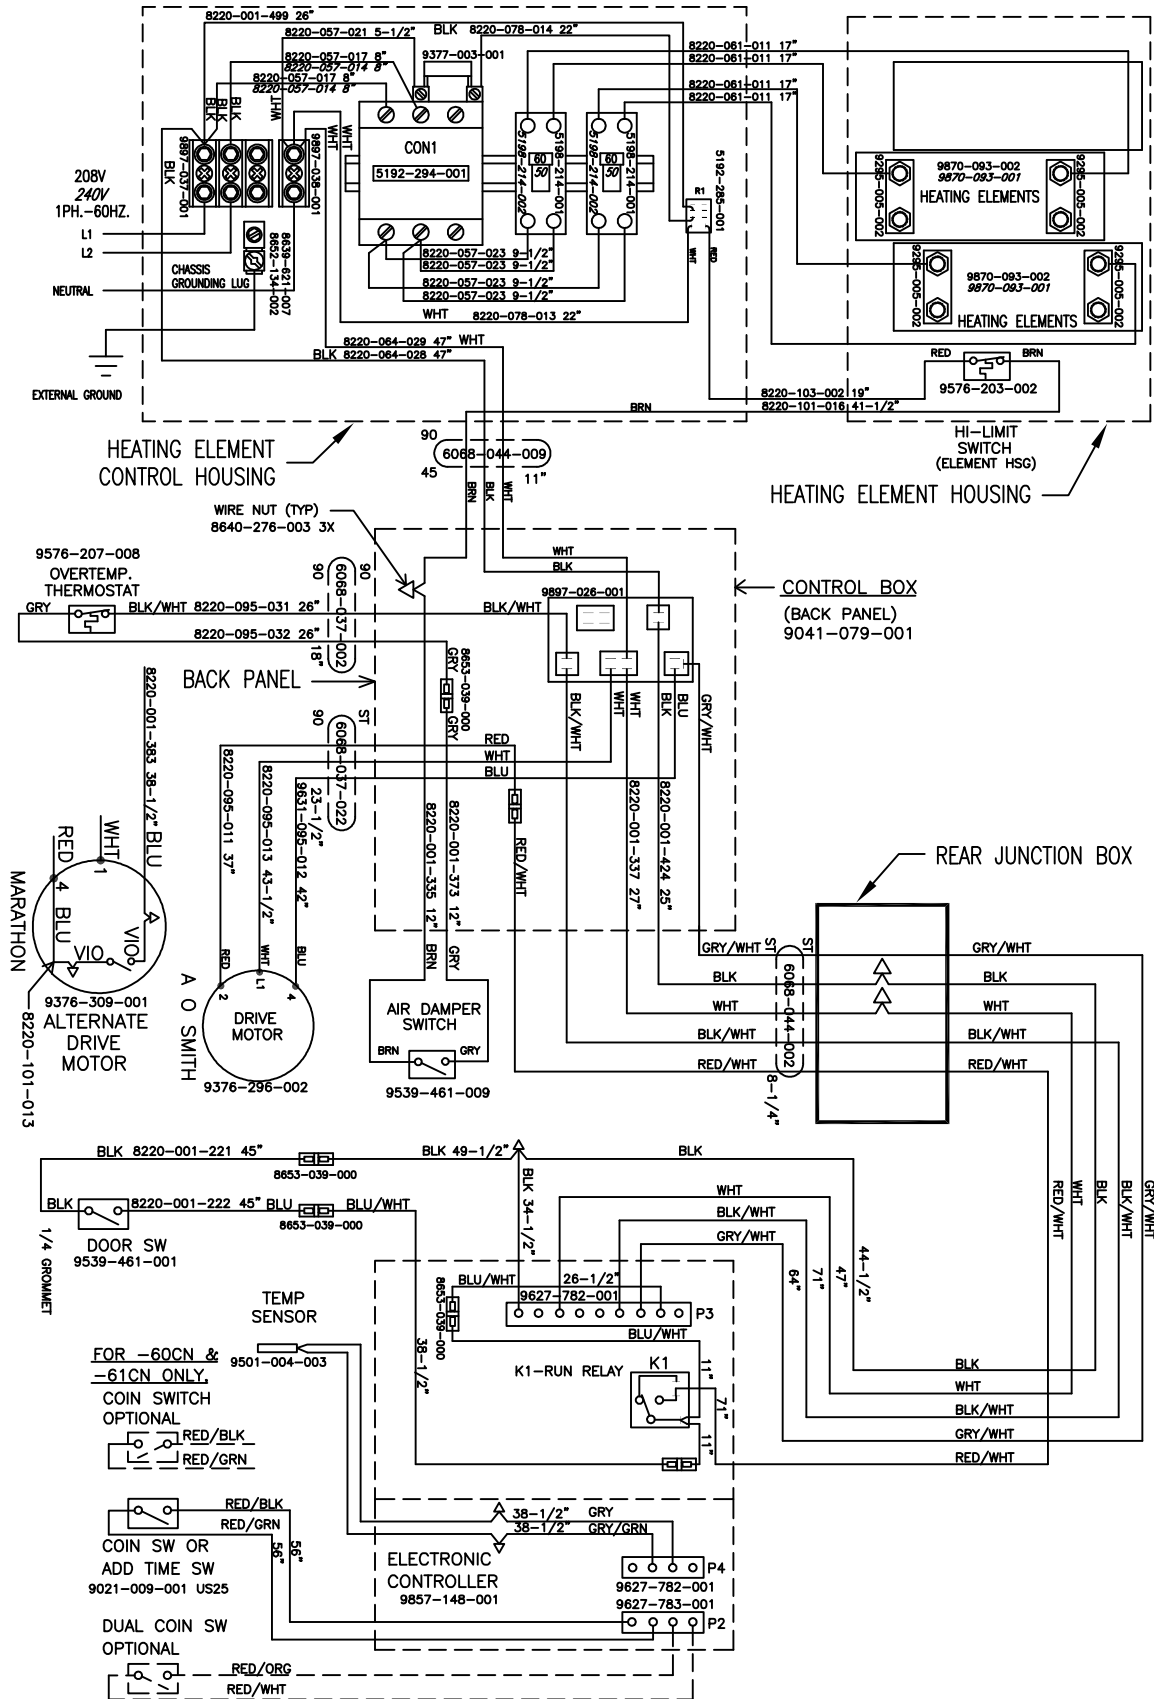 8220-001-499 26"
BLK 8220-078-014 22"
8220-057-021 5-1/2"
9377-003-001
8220-057-017 8"
8220-057-014 8"
8220-057-017 8"
8220-057-014 8"
8220-061-011 17"
8220-061-011 17"
8220-061-011 17"
8220-061-011 17"
BLK
BLK
BLK
WHT
WHT
WHT
BLK
9897-037-001
9897-038-001
CON1
5192-294-001
5198-214-002
5198-214-001
60
50
5198-214-002
5198-214-001
60
50
5192-285-001
R1
WHT
RED
9295-005-002
9870-093-002
9870-093-001
HEATING ELEMENTS
9295-005-002
9295-005-002
9870-093-002
9870-093-001
HEATING ELEMENTS
9295-005-002
208V
240V
1PH.-60HZ.
L1
L2
NEUTRAL
CHASSIS
GROUNDING LUG
8652-134-002
8639-621-007
EXTERNAL GROUND
8220-057-023 9-1/2"
8220-057-023 9-1/2"
8220-057-023 9-1/2"
8220-057-023 9-1/2"
WHT 8220-078-013 22"
8220-064-029 47" WHT
BLK 8220-064-028 47"
RED
BRN
9576-203-002
8220-103-002 19"
8220-101-016 41-1/2"
BRN
HI-LIMIT
SWITCH
(ELEMENT HSG)
HEATING ELEMENT HOUSING
HEATING ELEMENT
CONTROL HOUSING
90
6068-044-009
45
11"
BRN
BLK
WHT
WIRE NUT (TYP)
8640-276-003 3X
9576-207-008
OVERTEMP.
THERMOSTAT
GRY
BLK/WHT 8220-095-031 26"
8220-095-032 26"
90
6068-037-002
90
18"
BLK/WHT
WHT
BLK
9897-026-001
CONTROL BOX
(BACK PANEL)
9041-079-001
BACK PANEL
GRY
8653-039-000
GRY
BLK/WHT
WHT
WHT
BLK
BLU
GRY/WHT
ST
6068-037-022
90
23-1/2"
RED
WHT
BLU
8220-001-383 38-1/2" BLU
8220-095-011 37"
8220-095-013 43-1/2"
9631-095-012 42"
8220-001-335 12"
8220-001-373 12"
RED/WHT
8220-001-337 27"
8220-001-424 25"
REAR JUNCTION BOX
RED
WHT
4
1
BLU
VIO
VIO
MARATHON
9376-309-001
ALTERNATE
DRIVE
MOTOR
8220-101-013
A O SMITH
RED
WHT
BLU
2
L1
4
DRIVE
MOTOR
9376-296-002
BRN
GRY
AIR DAMPER
SWITCH
BRN
GRY
9539-461-009
GRY/WHT
ST
ST
GRY/WHT
BLK
BLK
WHT
WHT
BLK/WHT
BLK/WHT
RED/WHT
RED/WHT
6068-044-002
8-1/4"
BLK 8220-001-221 45"
8653-039-000
BLK 49-1/2"
BLK
BLK
8220-001-222 45" BLU
BLU/WHT
8653-039-000
1/4 GROMMET
DOOR SW
9539-461-001
BLK 34-1/2"
WHT
BLK/WHT
GRY/WHT
64"
71"
47"
44-1/2"
RED/WHT
WHT
BLK
BLK/WHT
GRY/WHT
BLU/WHT
26-1/2"
8653-039-000
9627-782-001
P3
BLU/WHT
38-1/2"
K1-RUN RELAY
K1
11"
71"
11"
BLK
WHT
BLK/WHT
GRY/WHT
RED/WHT
TEMP
SENSOR
9501-004-003
FOR -60CN &
-61CN ONLY.
COIN SWITCH
OPTIONAL
RED/BLK
RED/GRN
RED/BLK
RED/GRN
56"
56"
COIN SW OR
ADD TIME SW
9021-009-001 US25
38-1/2" GRY
38-1/2" GRY/GRN
ELECTRONIC
CONTROLLER
9857-148-001
P4
9627-782-001
9627-783-001
P2
DUAL COIN SW
OPTIONAL
RED/ORG
RED/WHT